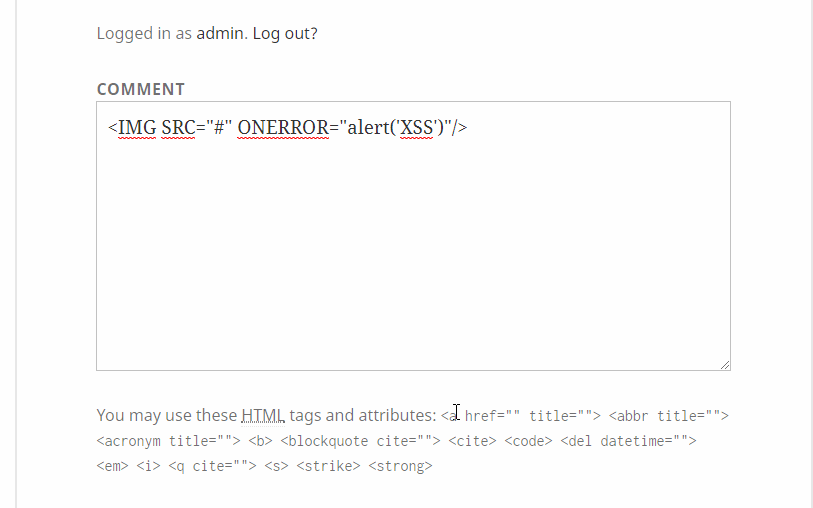 Logged in as admin. Log out?
COMMENT
<IMG SRC="#" ONERROR="alert('XSS')"/>
You may use these HTML tags and attributes: <a href="" title=""> <abbr title="">
<acronym title=""> <b> <blockquote cite=""> <cite> <code> <del datetime="">
<em> <i> <q cite=""> <s> <strike> <strong>